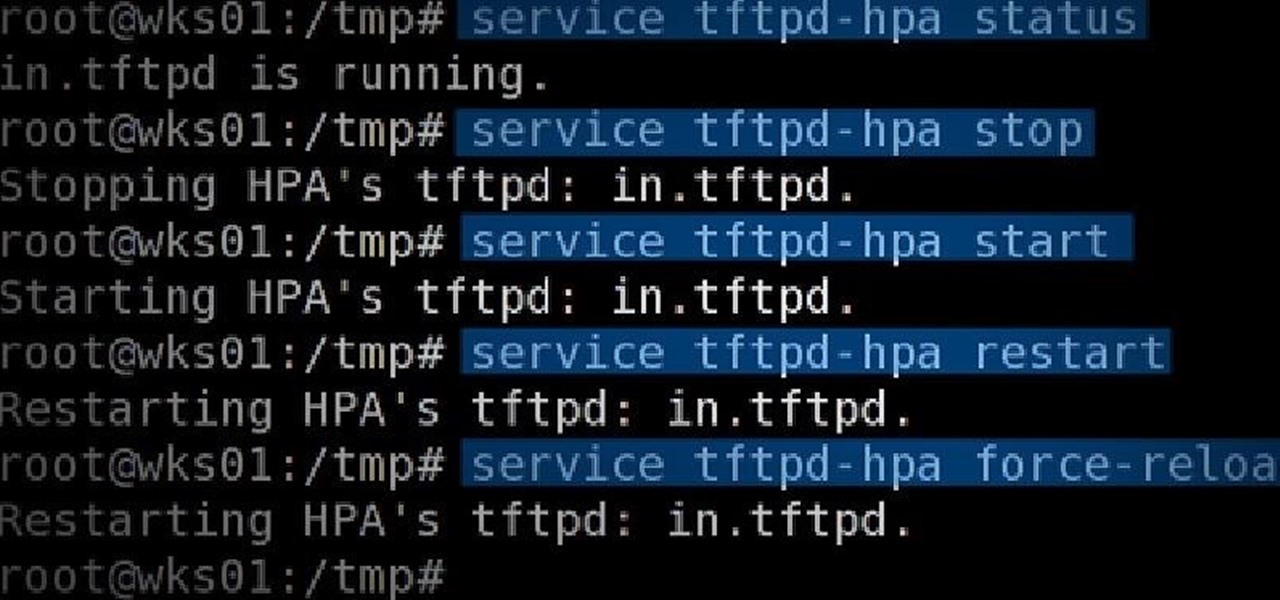 root@wks01:/tmp# service tftpd-hpa status
in.tftpd is running.
root@wks01:/tmp# service tftpd-hpa stop
Stopping HPA's tftpd: in.tftpd.
root@wks01:/tmp# service tftpd-hpa start
Starting HPA's tftpd: in.tftpd.
root@wks01:/tmp# service tftpd-hpa restart
Restarting HPA's tftpd: in.tftpd.
root@wks01:/tmp# service tftpd-hpa force-reloa
Restarting HPA's tftpd: in.tftpd.
root@wks01:/tmp#